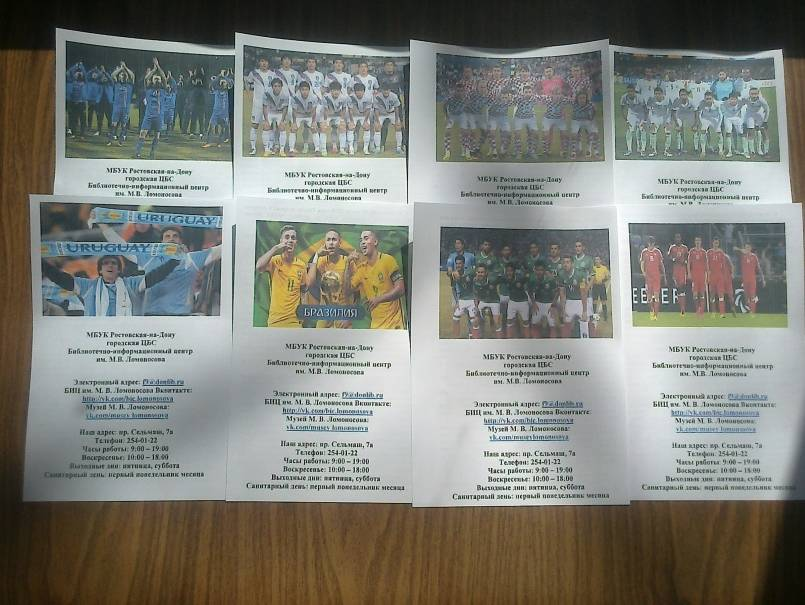 МБУК Ростовская-на-Дону
городской ЦБС
Библиотечно-информационный центр
им. М.В. Ломоносова
МБУК Ростовская-на-Дону
городская ЦБС
Библиотечно-информационный центр
им. М.В. Ломоносова
МБУК Ростовская-на-Дону
городская ЦБС
Библиотечно-информационный центр
им. М.В. Ломоносова
МБУК Ростовская-на-Дону
городская ЦБС
Библиотечно-информационный центр
им. М.В. Ломоносова
URUGUAY
URUGUAY
МБУК Ростовская-на-Дону
городской ЦБС
Библиотечно-информационный центр
им. М.В. Ломоносова
Электронный адрес: f9@donlib.ru
БИЦ им. М. В. Ломоносова Вконтакте:
http://vk.com/bic.lomonosova
Музей М. В. Ломоносова:
vk.com/musey lomonosova
Наш адрес: пр. Сельмаш, 7а
Телефон: 254-01-22
Часы работы: 9:00 – 19:00
Воскресенье: 10:00 – 18:00
Выходные дни: пятница, суббота
Санитарный день: первый понедельник месяца
БРАЗИЛИЯ
МБУК Ростовская-на-Дону
городская ЦБС
Библиотечно-информационный центр
им. М.В. Ломоносова
Электронный адрес: f9@donlib.ru
БИЦ им. М. В. Ломоносова Вконтакте:
http://vk.com/bic.lomonosova
Музей М. В. Ломоносова:
vk.com/musey lomonosova
Наш адрес: пр. Сельмаш, 7а
Телефон: 254-01-22
Часы работы: 9:00 – 19:00
Воскресенье: 10:00 – 18:00
Выходные дни: пятница, суббота
Санитарный день: первый понедельник месяца
МБУК Ростовская-на-Дону
городская ЦБС
Библиотечно-информационный центр
им. М.В. Ломоносова
Электронный адрес: f9@donlib.ru
БИЦ им. М. В. Ломоносова Вконтакте:
http://vk.com/bic.lomonosova
Музей М. В. Ломоносова:
vk.com/museylomonosova
Наш адрес: пр. Сельмаш, 7а
Телефон: 254-01-22
Часы работы: 9:00 – 19:00
Воскресенье: 10:00 – 18:00
Выходные дни: пятница, суббота
Санитарный день: первый понедельник месяца
МБУК Ростовская-на-Дону
городская ЦБС
Библиотечно-информационный центр
им. М.В. Ломоносова
Электронный адрес: f9@donlib.ru
БИЦ им. М. В. Ломоносова Вконтакте:
http://vk.com/bic.lomonosova
Музей М. В. Ломоносова:
vk.com/musey lomonosova
Наш адрес: пр. Сельмаш, 7а
Телефон: 254-01-22
Часы работы: 9:00 – 19:00
Воскресенье: 10:00 – 18:00
Выходные дни: пятница, суббота
Санитарный день: первый понедельник месяца